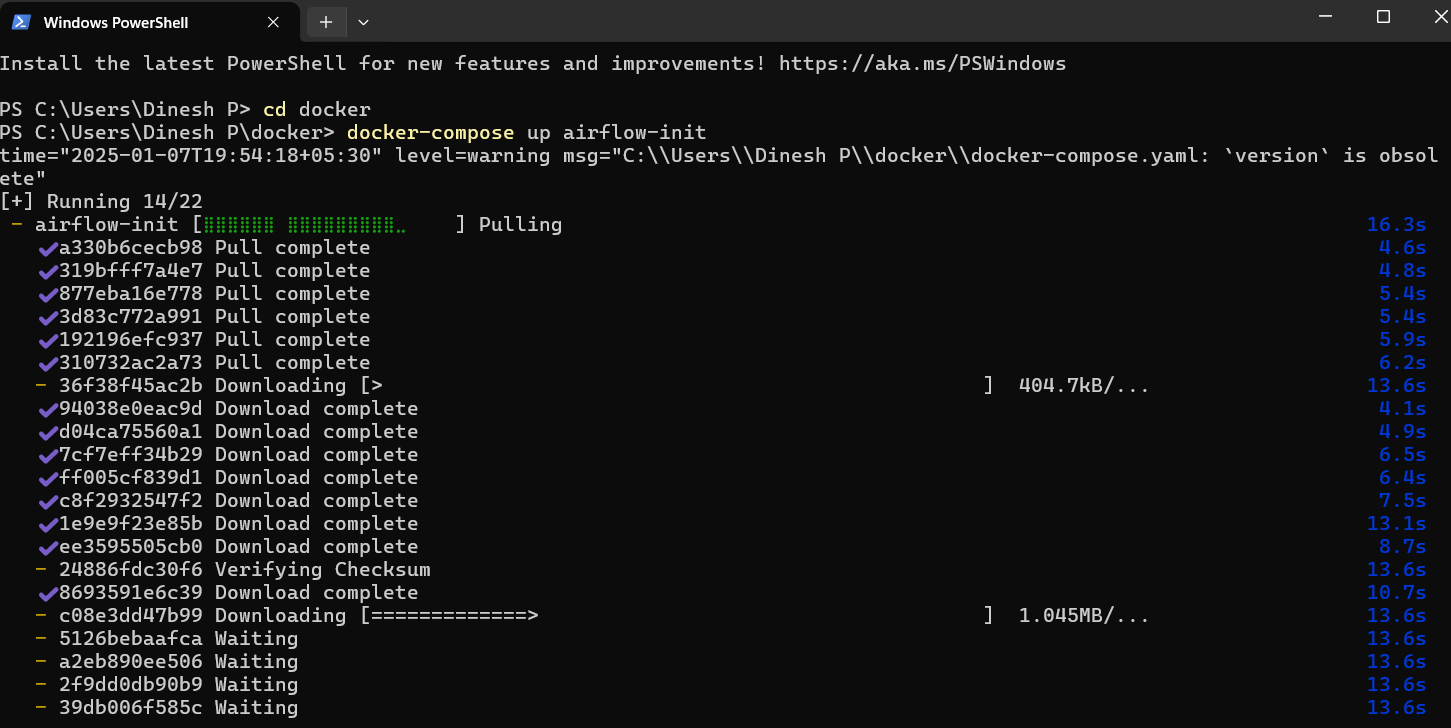 Windows PowerShell
Install the latest PowerShell for new features and improvements! https://aka.ms/PSWindows
PS C:\Users\Dinesh P> cd docker
PS C:\Users\Dinesh P\docker> docker-compose up airflow-init
time="2025-01-07T19:54:18+05:30" level=warning msg="C:\\Users\\Dinesh P\\docker\\docker-compose.yaml: `version` is obsol
ete"
[+] Running 14/22
- airflow-init [⣿⣿⣿⣿⣿⣿ ⣿⣿⣿⣿⣿⣿⣿⣿⣿⣀    ] Pulling 16.3s
✔a330b6cecb98 Pull complete 4.6s
✔319bfff7a4e7 Pull complete 4.8s
✔877eba16e778 Pull complete 5.4s
✔3d83c772a991 Pull complete 5.4s
✔192196efc937 Pull complete 5.9s
✔310732ac2a73 Pull complete 6.2s
- 36f38f45ac2b Downloading [>                                                  ]  404.7kB/... 13.6s
✔94038e0eac9d Download complete 4.1s
✔d04ca75560a1 Download complete 4.9s
✔7cf7eff34b29 Download complete 6.5s
✔ff005cf839d1 Download complete 6.4s
✔c8f2932547f2 Download complete 7.5s
✔1e9e9f23e85b Download complete 13.1s
✔ee3595505cb0 Download complete 8.7s
- 24886fdc30f6 Verifying Checksum 13.6s
✔8693591e6c39 Download complete 10.7s
- c08e3dd47b99 Downloading [=============>                                     ]  1.045MB/... 13.6s
- 5126bebaafca Waiting 13.6s
- a2eb890ee506 Waiting 13.6s
- 2f9dd0db90b9 Waiting 13.6s
- 39db006f585c Waiting 13.6s